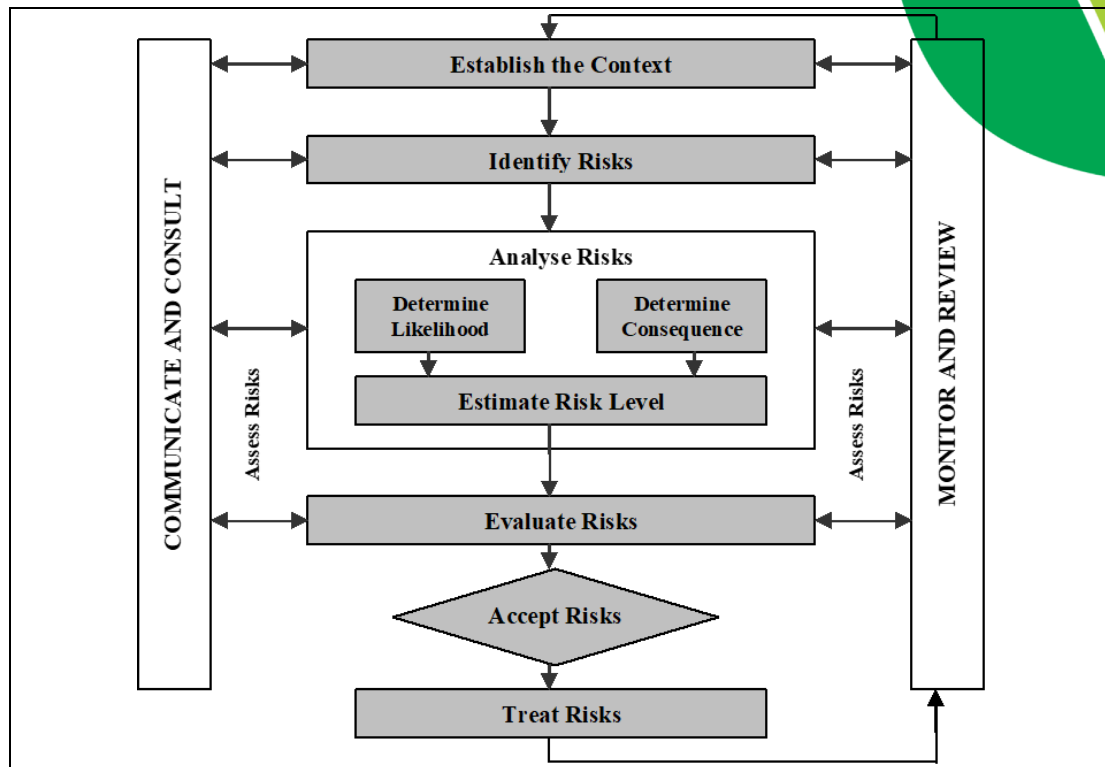 Establish the Context
Identify Risks
Analyse Risks
Determine
Likelihood
Determine
Consequence
Estimate Risk Level
Evaluate Risks
Accept Risks
Treat Risks
COMMUNICATE AND CONSULT
Assess Risks
Assess Risks
MONITOR AND REVIEW